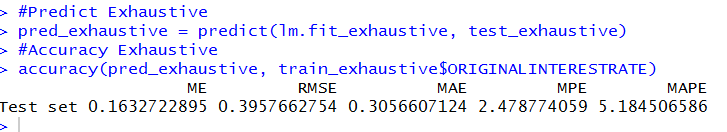 > #Predict Exhaustive
> pred_exhaustive = predict(lm.fit_exhaustive, test_exhaustive)
> #Accuracy Exhaustive
> accuracy(pred_exhaustive, train_exhaustive$ORIGINALINTERESTRATE)
ME RMSE MAE MPE MAPE
Test set 0.1632722895 0.3957662754 0.3056607124 2.478774059 5.184506586
>